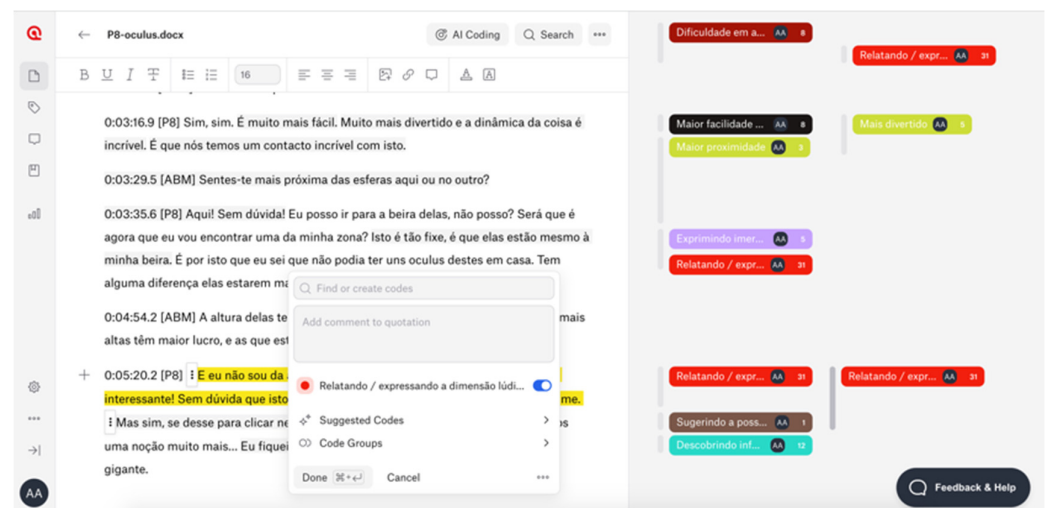 P8-oculus.docx
AI Coding
Search
B U I T
16
0:03:16.9 [P8] Sim, sim. É muito mais fácil. Muito mais divertido e a dinâmica da coisa é
incrível. É que nós temos um contacto incrível com isto.
0:03:29.5 [ABM] Sentes-te mais próxima das esferas aqui ou no outro?
0:03:35.6 [P8] Aqui! Sem dúvida! Eu posso ir para a beira delas, não posso? Será que é
agora que eu vou encontrar uma da minha zona? Isto é tão fixe, é que elas estão mesmo à
minha beira. É por isto que eu sei que não podia ter uns oculus destes em casa. Tem
alguma diferença elas estarem ma
0:04:54.2 [ABM] A altura delas te mais
altas têm maior lucro, e as que est
0:05:20.2 [P8] E eu não sou da
interessante! Sem dúvida que isto me.
Mas sim, se desse para clicar ne os
uma noção muito mais... Eu fiquei
gigante.
Find or create codes
Add comment to quotation
Relatando / expressando a dimensão lúdi...
Suggested Codes
Code Groups
Done ⌘+↵ Cancel
Dificuldade em a... AA 8
Relatando / expr... AA 31
Maior facilidade ... AA 8
Mais divertido AA 5
Maior proximidade AA 3
Exprimindo imer... AA 5
Relatando / expr... AA 31
Relatando / expr... AA 31
Relatando / expr... AA 31
Sugerindo a poss... AA 1
Descobrindo inf... AA 12
AA
Feedback & Help